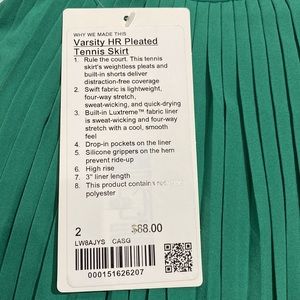 WHY WE MADE THIS
Varsity HR Pleated
Tennis Skirt
1. Rule the court. This tennis
skirt's weightless pleats and
built-in shorts deliver
distraction-free coverage
2. Swift fabric is lightweight,
four-way stretch,
sweat-wicking, and quick-drying
3. Built-in Luxtreme™ fabric liner
is sweat-wicking and four-way
stretch with a cool, smooth
feel
4. Drop-in pockets on the liner
5. Silicone grippers on the hem
prevent ride-up
6. High rise
7. 3" liner length
8. This product contains
polyester
2 $88.00
LW8AJYS CASG
000151626207